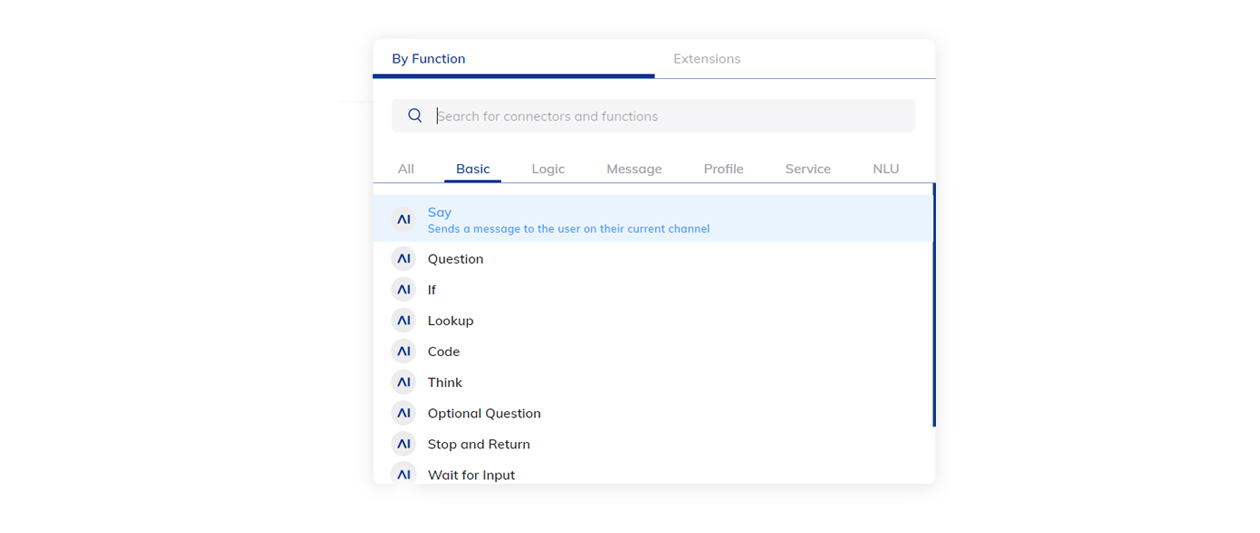 By Function Extensions
Search for connectors and functions
All Basic Logic Message Profile Service NLU
AI Say
Sends a message to the user on their current channel
AI Question
AI If
AI Lookup
AI Code
AI Think
AI Optional Question
AI Stop and Return
AI Wait for Input